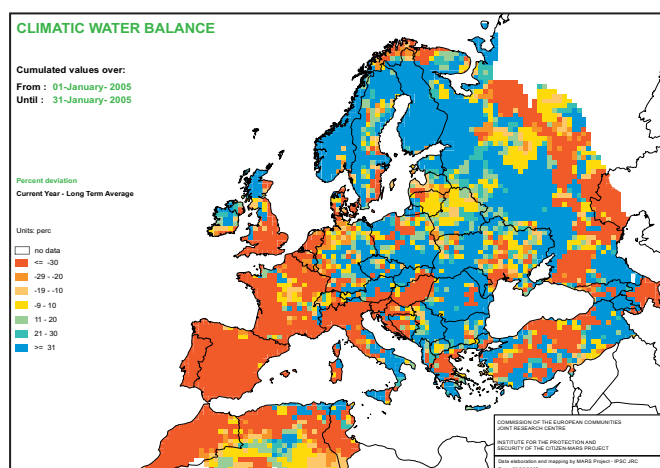 CLIMATIC WATER BALANCE
Cumulated values over:
From : 01-January- 2005
Until : 31-January- 2005
Percent deviation
Current Year - Long Term Average
Units: perc
no data
<= -30
-29 - -20
-19 - -10
-9 - 10
11 - 20
21 - 30
>= 31
COMMISSION OF THE EUROPEAN COMMUNITIES
JOINT RESEARCH CENTRE
INSTITUTE FOR THE PROTECTION AND
SECURITY OF THE CITIZEN-MARS PROJECT
Data elaboration and mapping by MARS Project - IPSC JRC